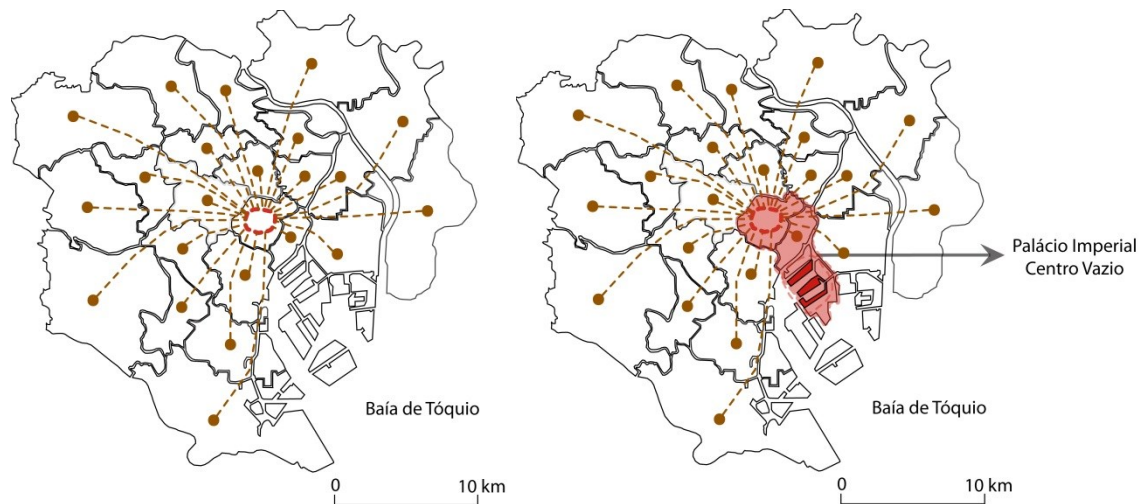 Baía de Tóquio
0 10 km
Palácio Imperial
Centro Vazio
Baía de Tóquio
0 10 km